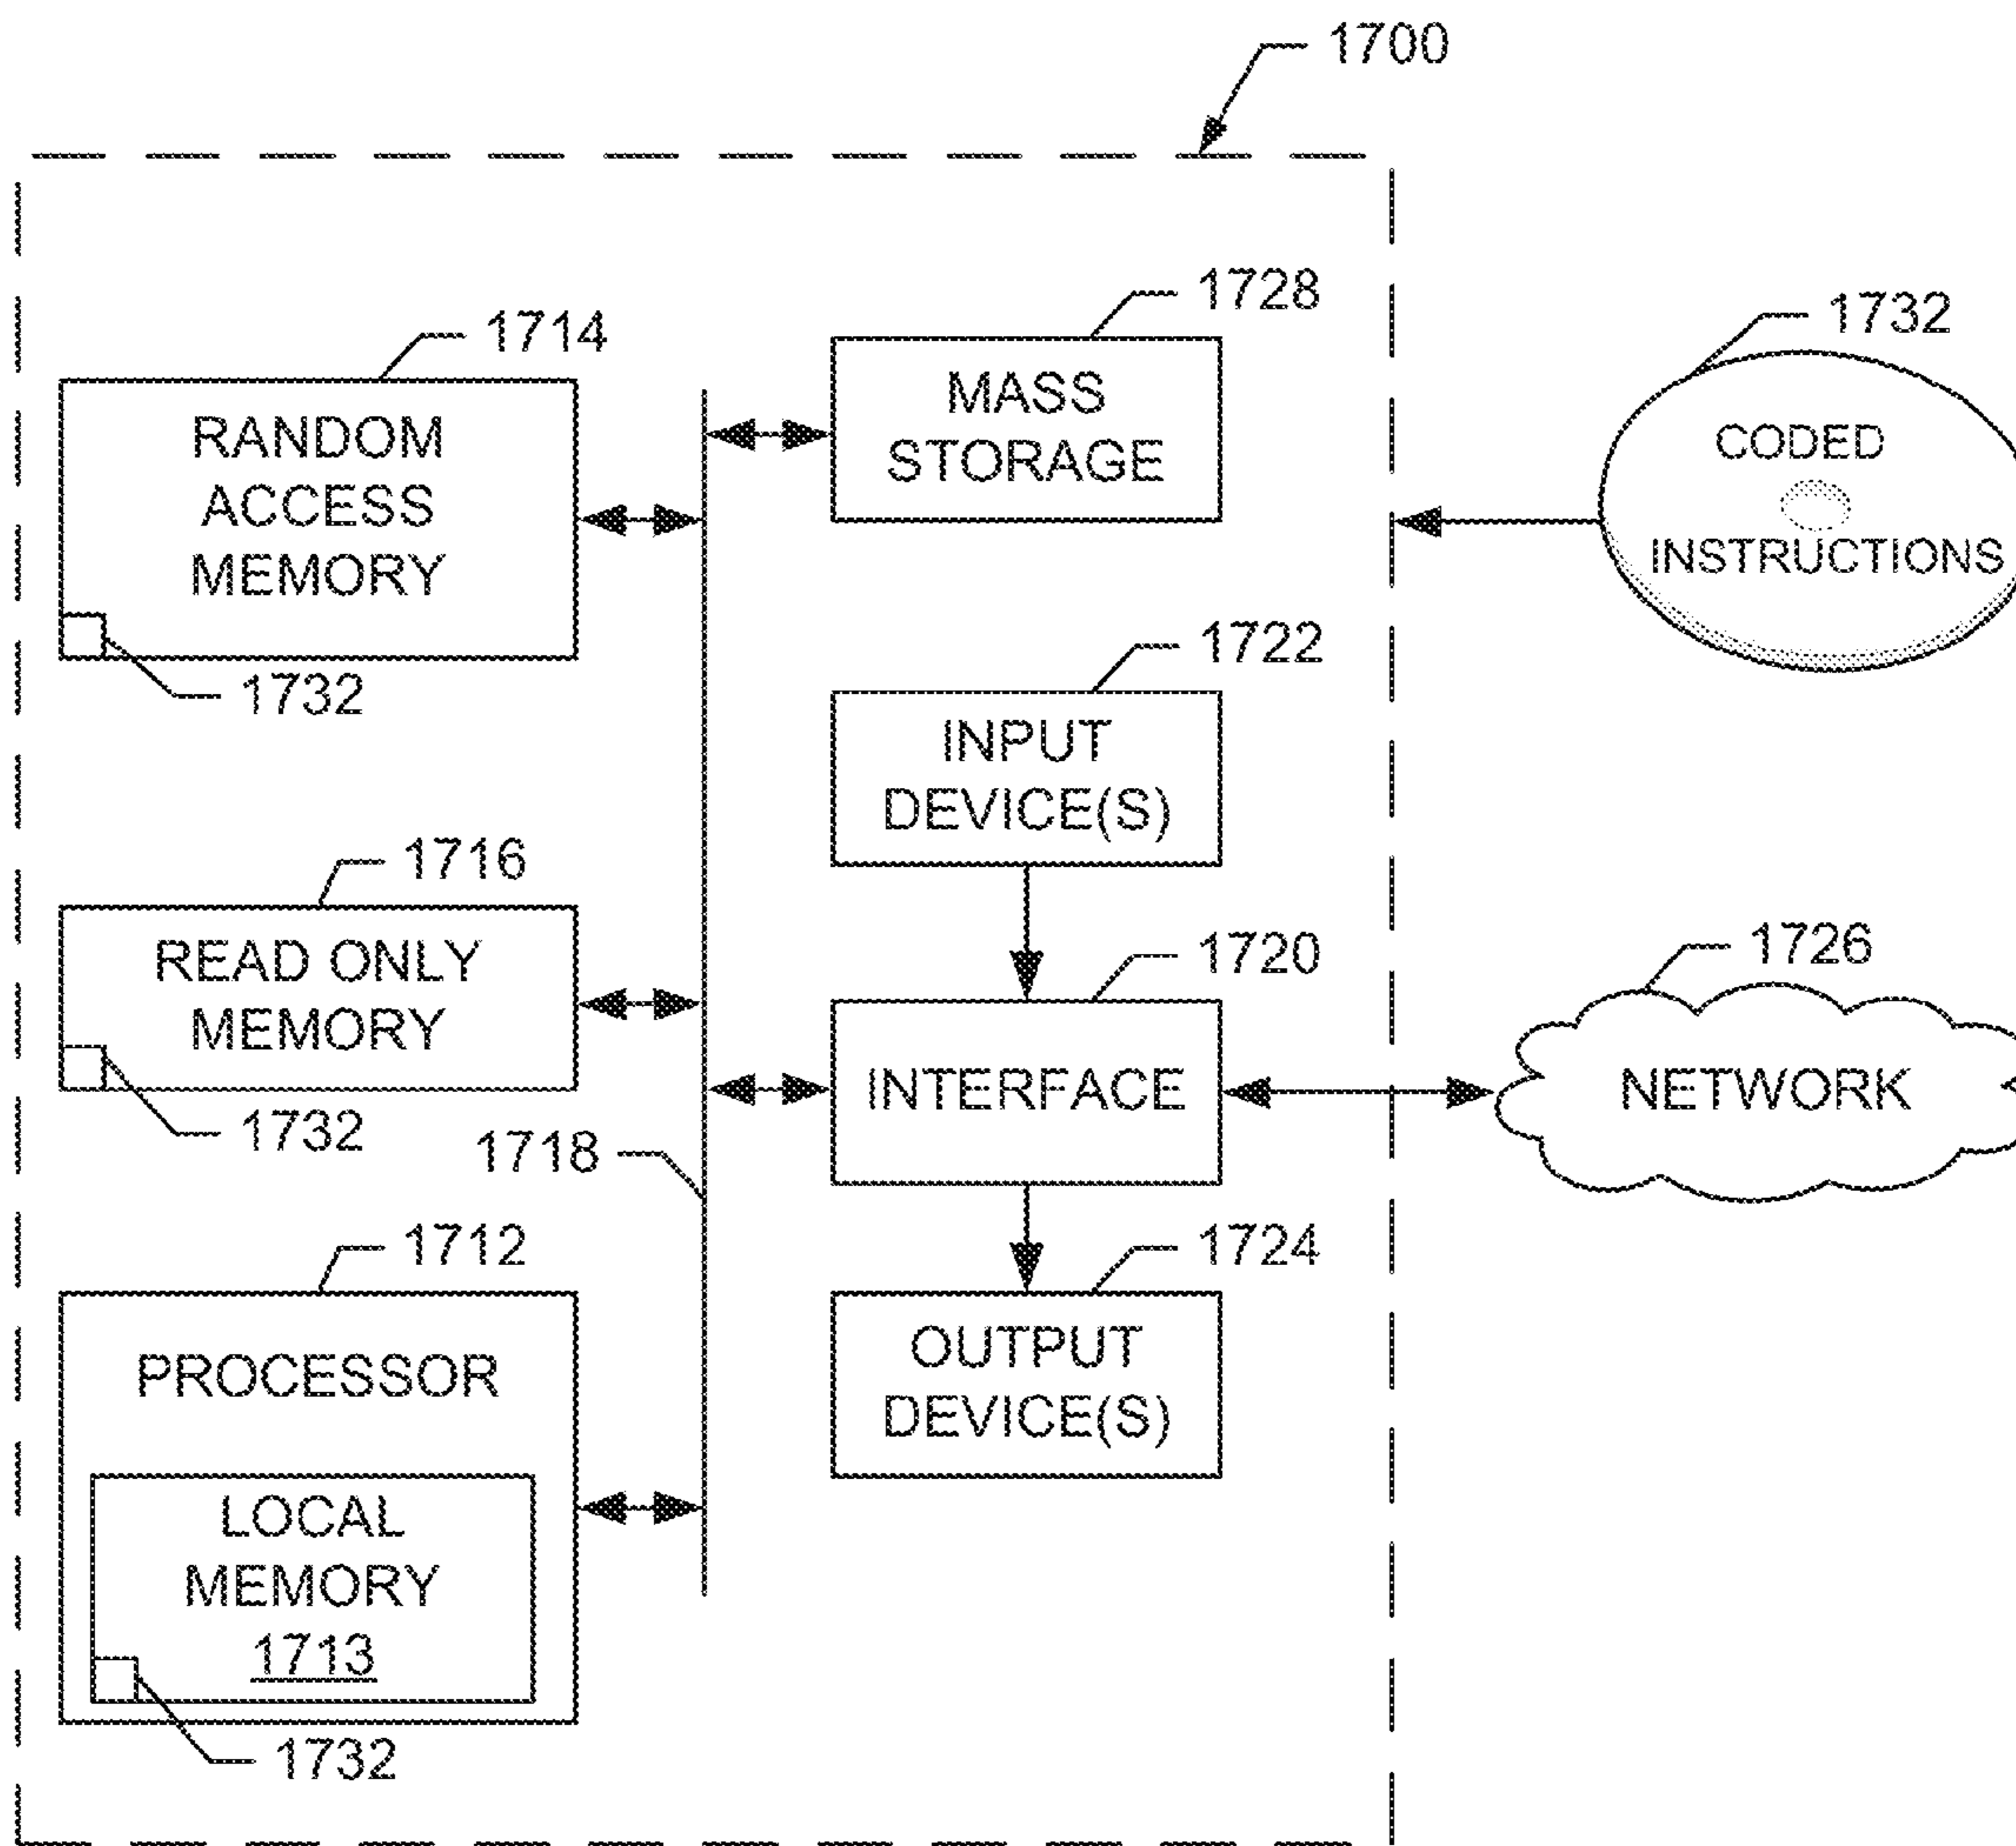 1700
1728
1714
1732
MASS
STORAGE
RANDOM
ACCESS
MEMORY
CODED
INSTRUCTIONS
1732
1722
INPUT
DEVICE(S)
1716
READ ONLY
MEMORY
1732
1720
INTERFACE
1726
NETWORK
1718
1712
PROCESSOR
LOCAL
MEMORY
1713
1732
1724
OUTPUT
DEVICE(S)